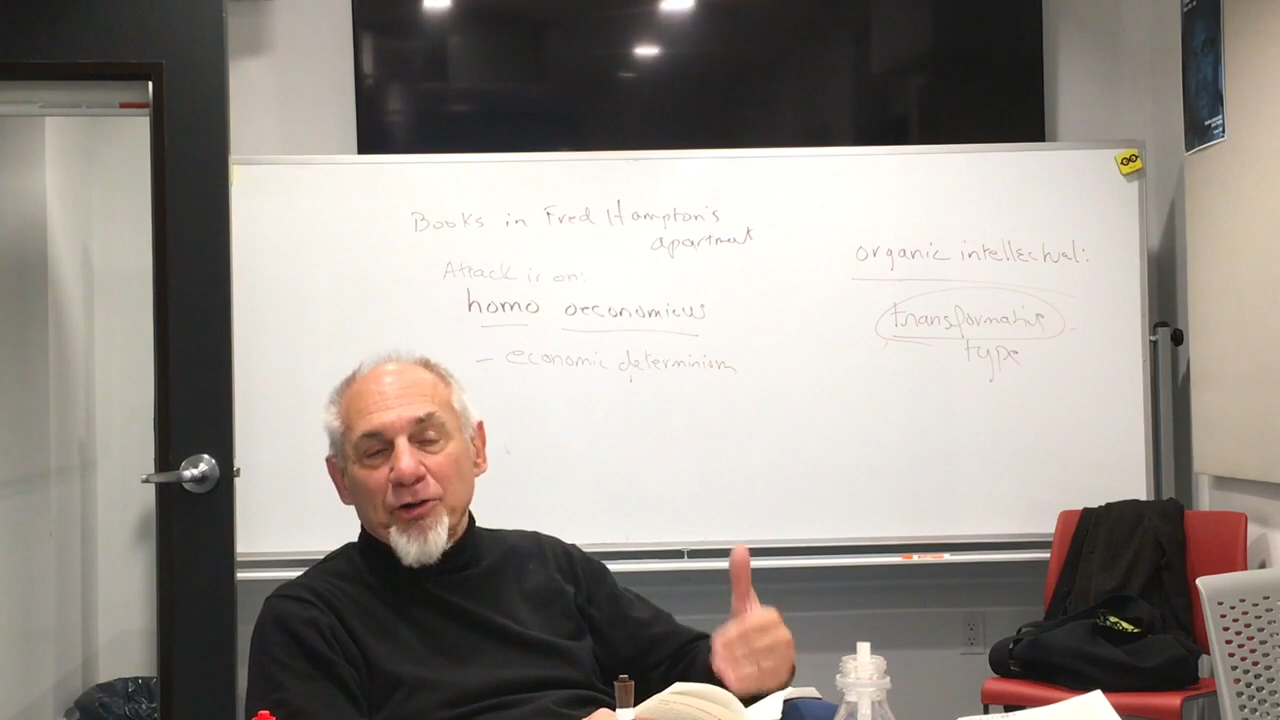 Books in Fred Hampton's
apartment
Attack is on:
homo oeconomicus
- economic determinism
organic intellectual:
transformative
type